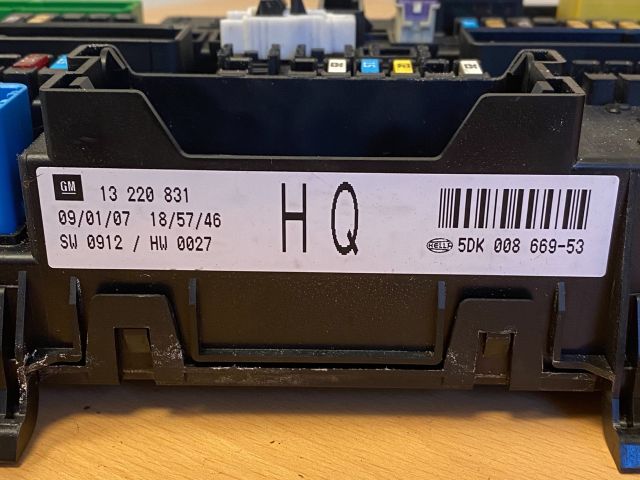 GM 13 220 831
09/01/07 18/57/46
SW 0912 / HW 0027
HQ
HELLA 5DK 008 669-53